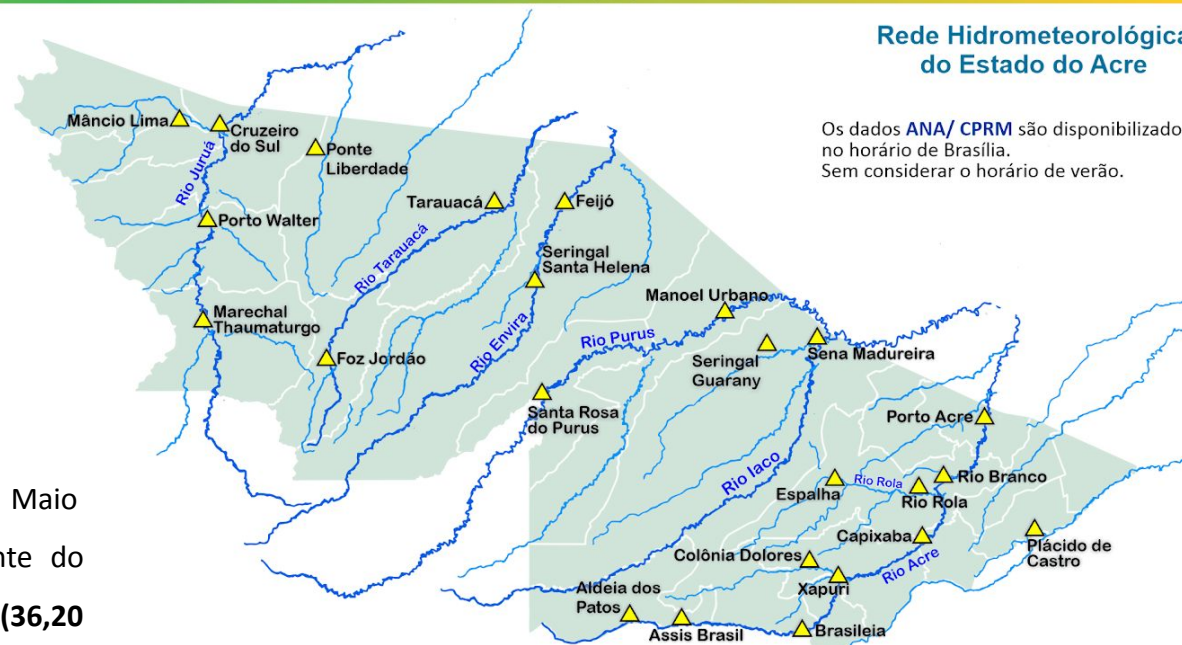 Rede Hidrometeorológica
do Estado do Acre
Os dados ANA/ CPRM são disponibilizado
no horário de Brasília.
Sem considerar o horário de verão.
Mâncio Lima
Cruzeiro
do Sul
Ponte
Liberdade
Rio Juruá
Porto Walter
Tarauacá
Feijó
Rio Tarauacá
Seringal
Santa Helena
Marechal
Thaumaturgo
Foz Jordão
Rio Envira
Manoel Urbano
Rio Purus
Seringal
Guarany
Sena Madureira
Santa Rosa
do Purus
Porto Acre
Rio Iaco
Espalha
Rio Rola
Rio Rola
Rio Branco
Capixaba
Plácido de
Castro
Colônia Dolores
Rio Acre
Xapuri
Aldeia dos
Patos
Assis Brasil
Brasileia
Maio
nte do
(36,20